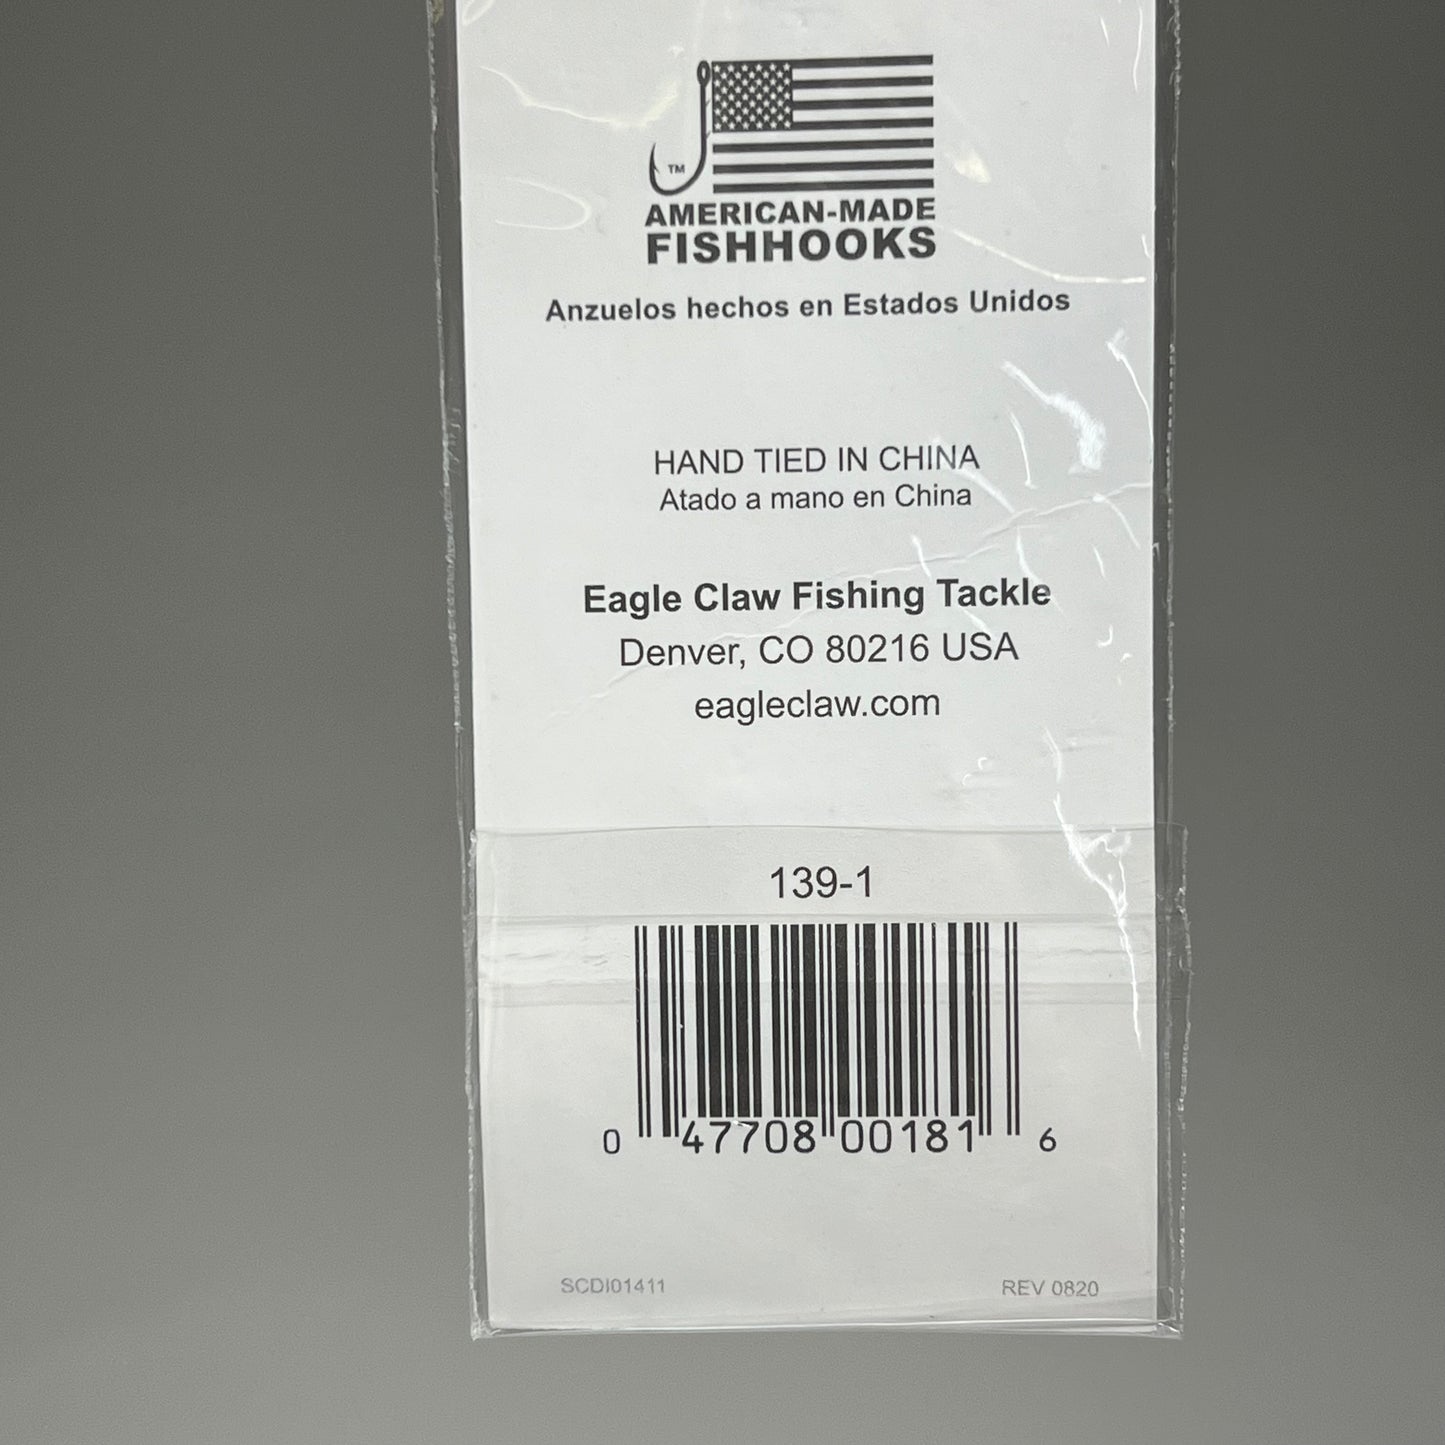 TM
AMERICAN-MADE
FISHHOOKS
Anzuelos hechos en Estados Unidos
HAND TIED IN CHINA
Atado a mano en China
Eagle Claw Fishing Tackle
Denver, CO 80216 USA
eagleclaw.com
139-1
0 47708 00181 6
SCDI01411 REV 0820